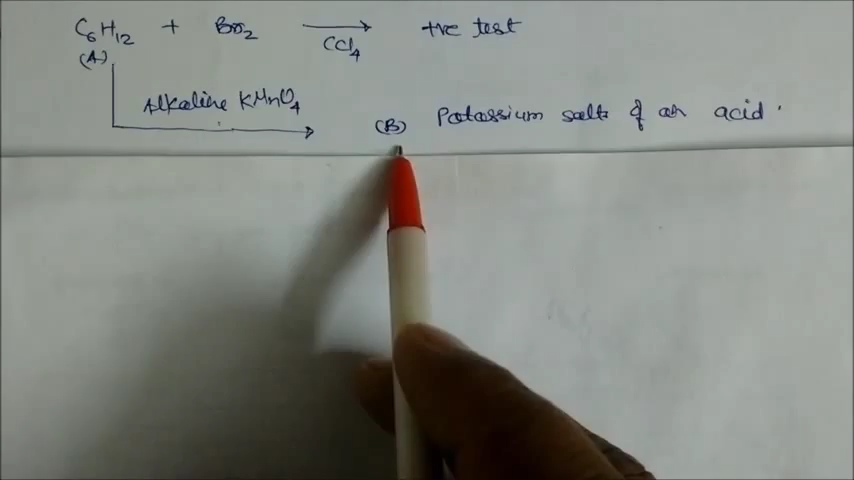 C6H12 + Br2 → +ve test
(A) CCl4
Alkaline KMnO4
(B) Potassium salts of an acid.